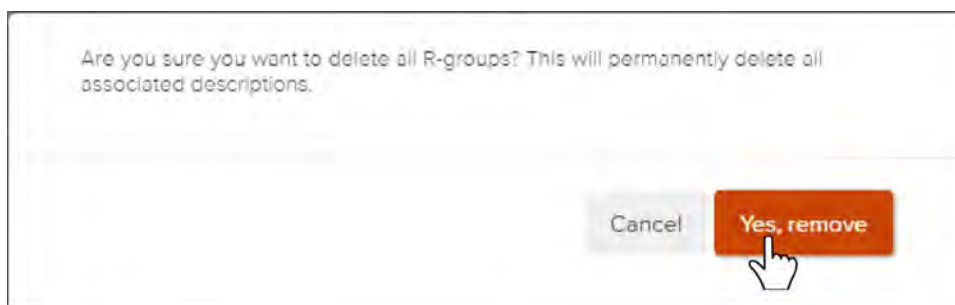 Are you sure you want to delete all R-groups? This will permanently delete all
associated descriptions.
Cancel
Yes, remove